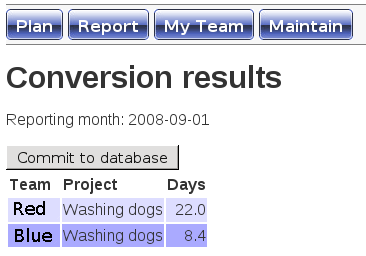 Plan Report My Team Maintain
Conversion results
Reporting month: 2008-09-01
Commit to database
Team Project Days
Red Washing dogs 22.0
Blue Washing dogs 8.4